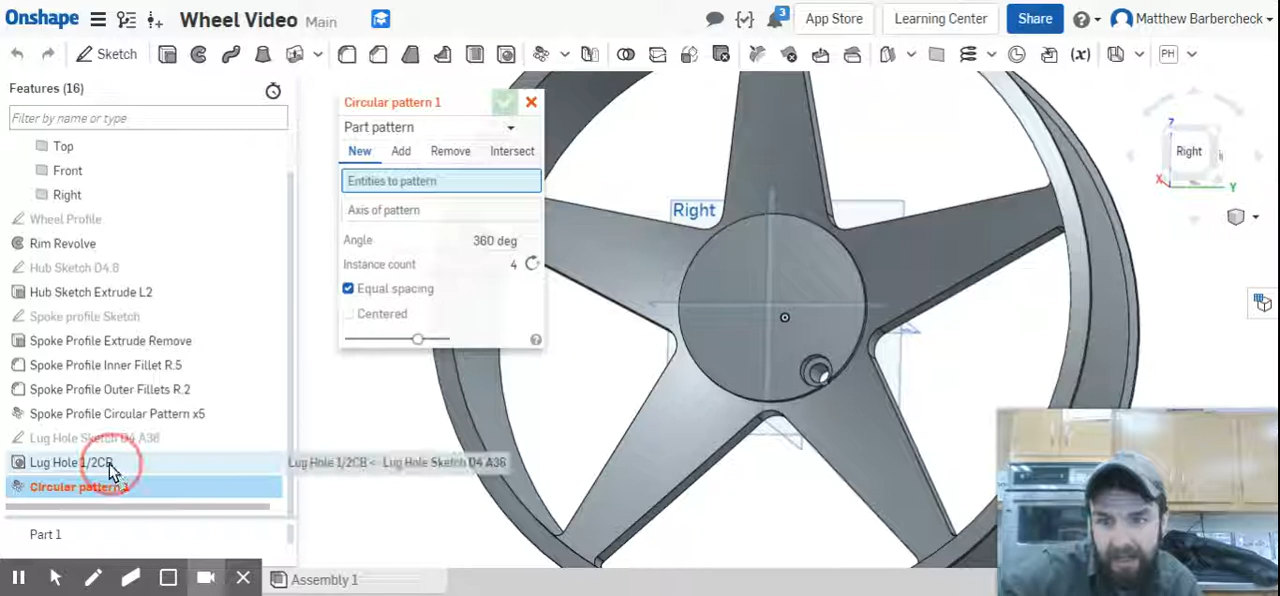 Onshape Wheel Video Main 3 App Store Learning Center Share Matthew Barbercheck
Sketch (x) PH
Features (16)
Filter by name or type
Top
Front
Right
Wheel Profile
Rim Revolve
Hub Sketch D4.8
Hub Sketch Extrude L2
Spoke profile Sketch
Spoke Profile Extrude Remove
Spoke Profile Inner Fillet R.5
Spoke Profile Outer Fillets R.2
Spoke Profile Circular Pattern x5
Lug Hole Sketch D4 A36
Lug Hole 1/2CB
Circular pattern 1
Part 1
Circular pattern 1
Part pattern
New Add Remove Intersect
Entities to pattern
Axis of pattern
Angle 360 deg
Instance count 4
Equal spacing
Centered
Lug Hole 1/2CB <- Lug Hole Sketch D4 A36
Right
Z
Right
X Y
Assembly 1